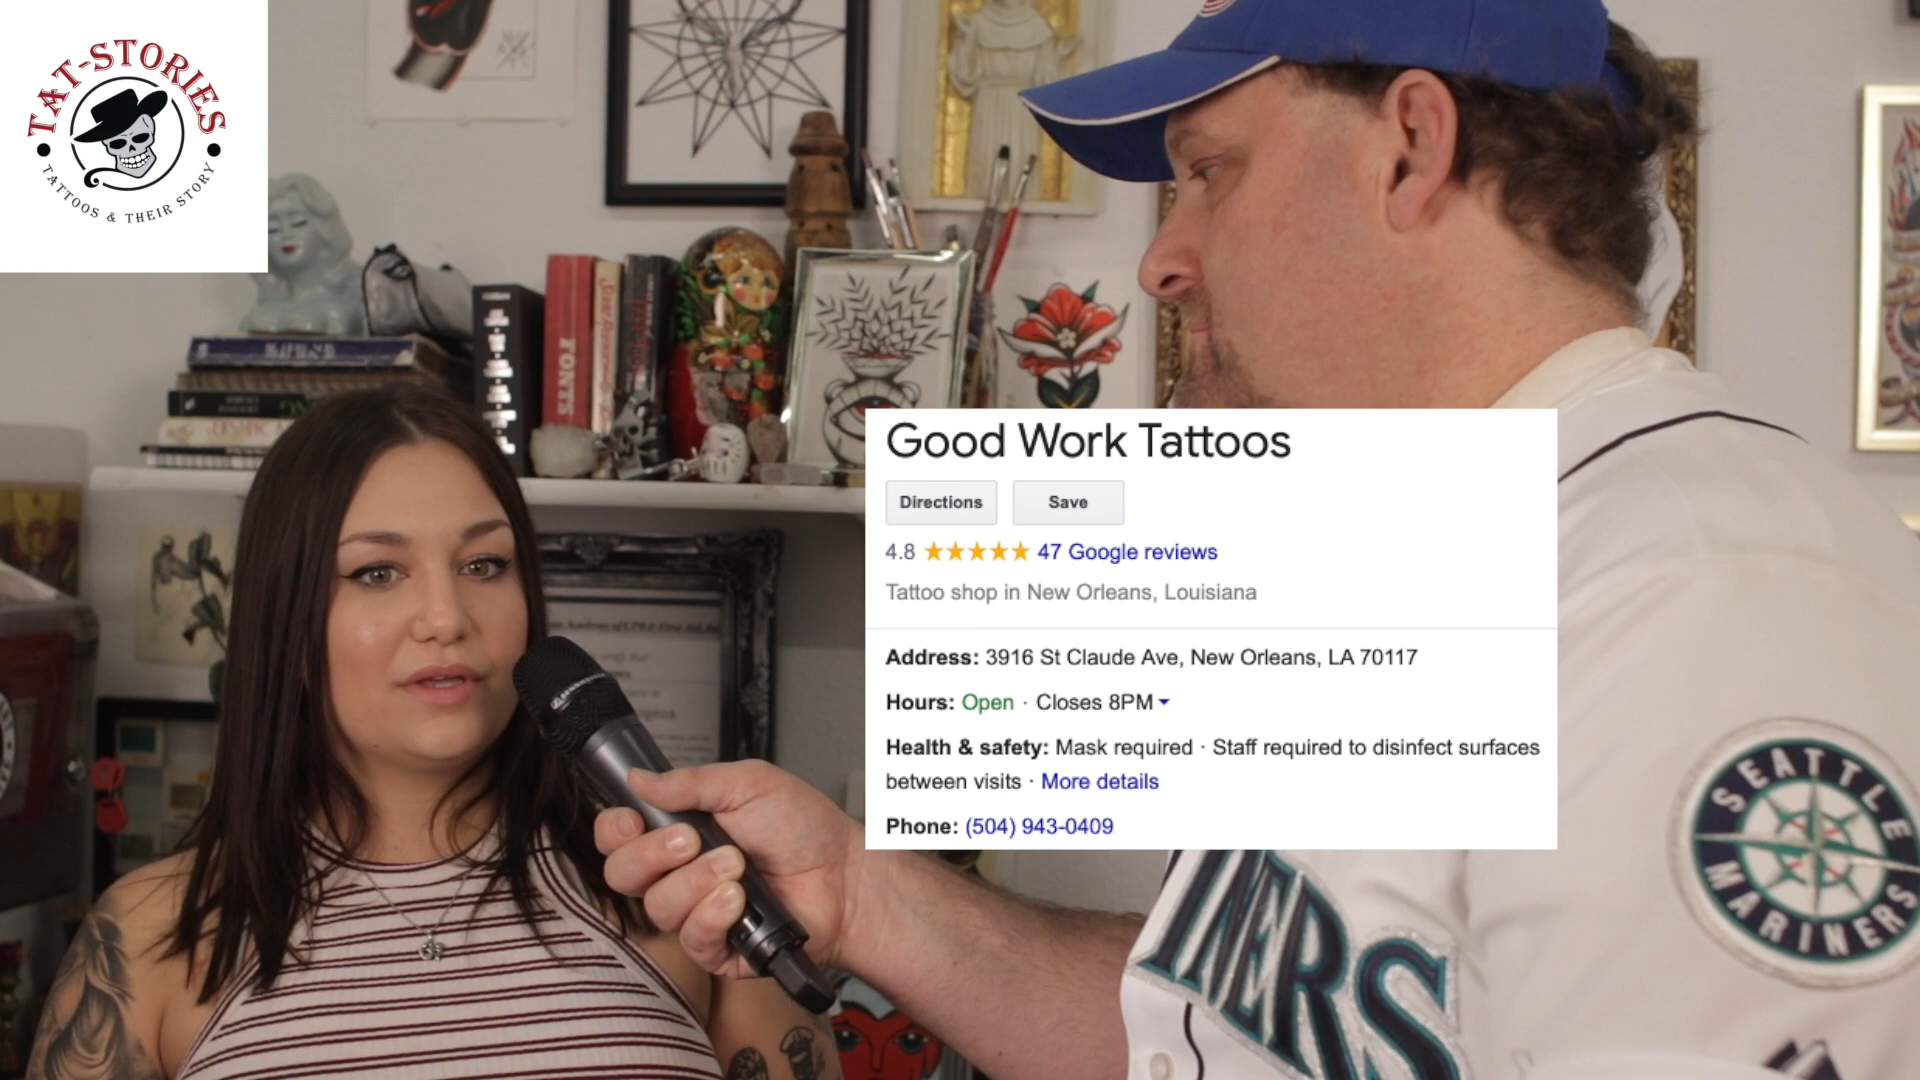 TAT-STORIES
TATTOOS & THEIR STORY
FONTS
Good Work Tattoos
Directions
Save
4.8 47 Google reviews
Tattoo shop in New Orleans, Louisiana
Address: 3916 St Claude Ave, New Orleans, LA 70117
Hours: Open · Closes 8PM
Health & safety: Mask required · Staff required to disinfect surfaces
between visits · More details
Phone: (504) 943-0409
SEATTLE
MARINERS
NERS